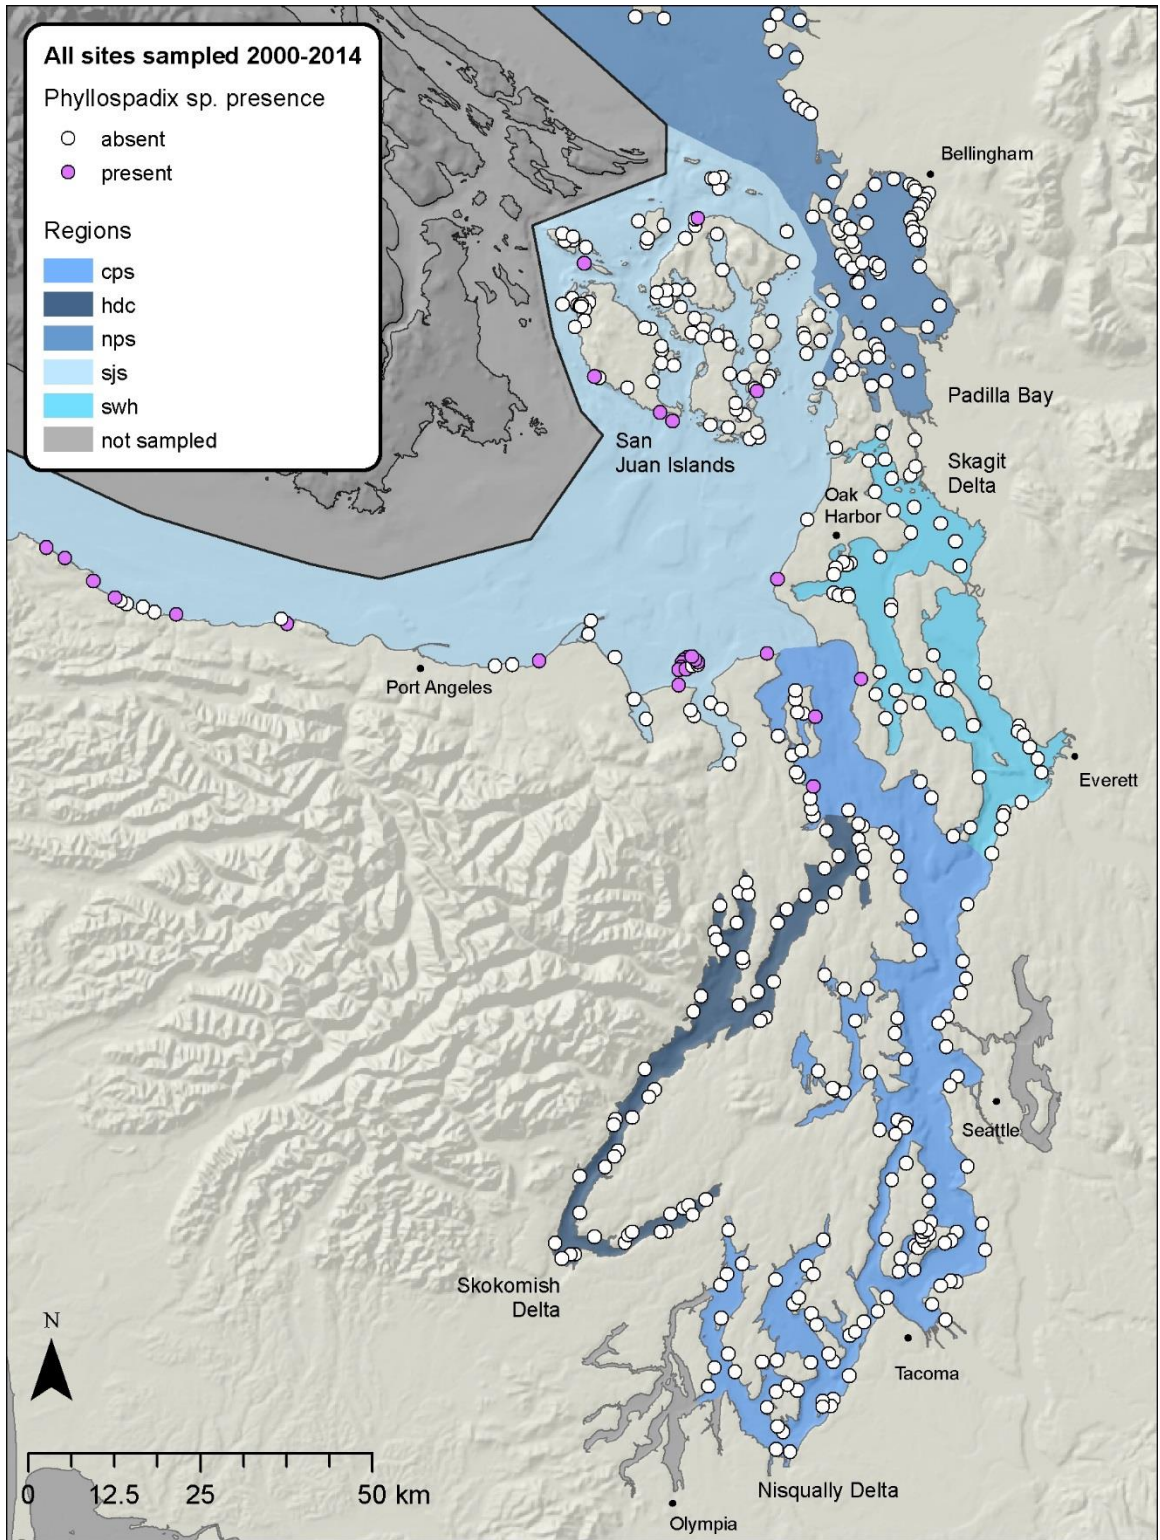 All sites sampled 2000-2014
Phyllospadix sp. presence
absent
present
Regions
cps
hdc
nps
sjs
swh
not sampled
Bellingham
Padilla Bay
San
Juan Islands
Skagit
Delta
Oak
Harbor
Port Angeles
Everett
Seattle
Skokomish
Delta
N
Tacoma
0 12.5 25 50 km
Nisqually Delta
Olympia